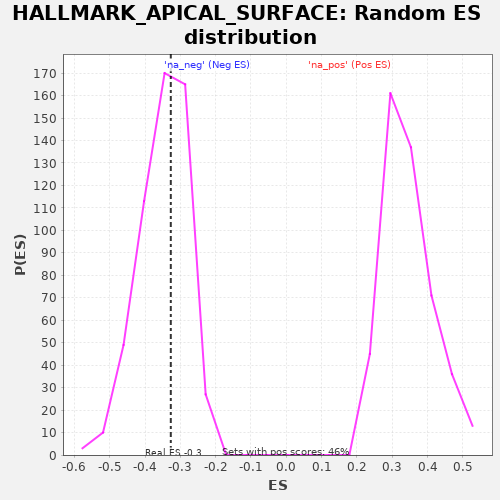 HALLMARK_APICAL_SURFACE: Random ES
distribution
'na_neg' (Neg ES)
'na_pos' (Pos ES)
170
160
150
140
130
120
110
100
90
80
70
60
50
40
30
20
10
0
P(ES)
Real ES -0.3
Sets with pos scores: 46%
-0.6 -0.5 -0.4 -0.3 -0.2 -0.1 0.0 0.1 0.2 0.3 0.4 0.5
ES